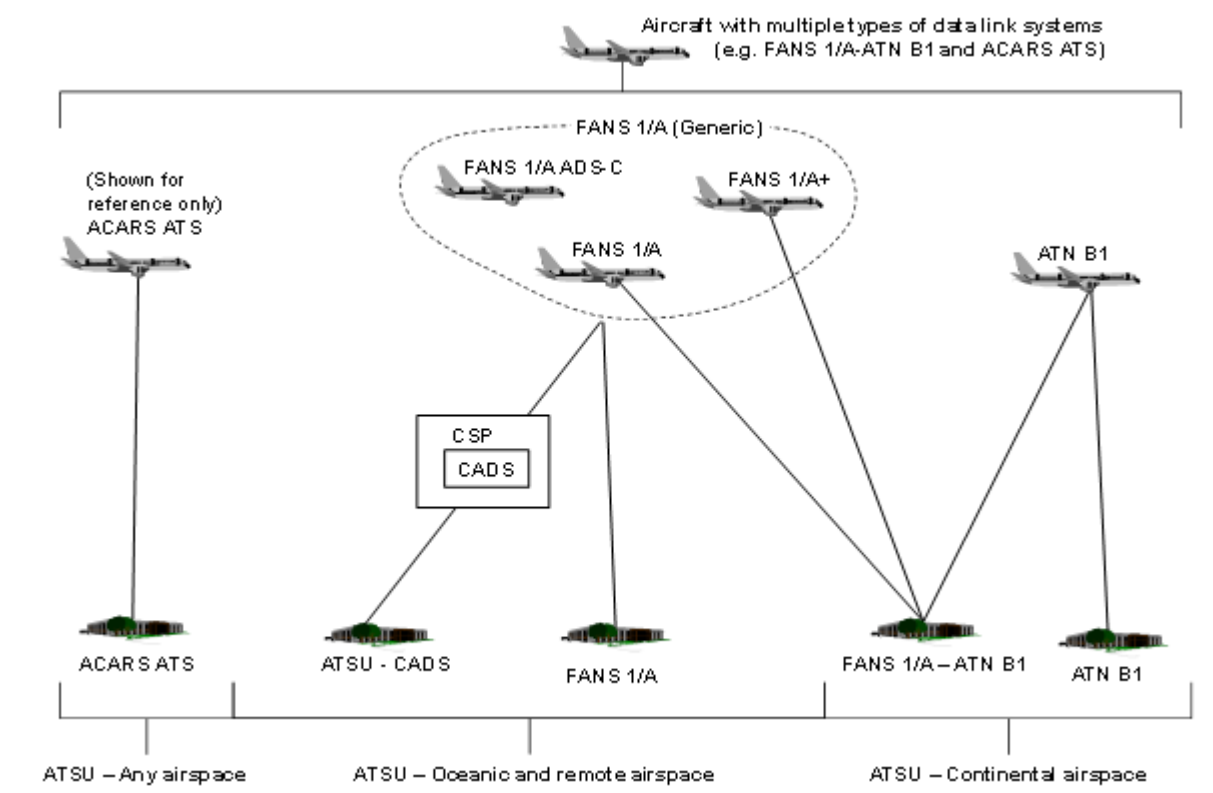 Aircraft with multiple types of data link systems
(e.g. FANS 1/A-ATN B1 and ACARS ATS)
FANS 1/A (Generic)
FANS 1/A ADS-C
FANS 1/A+
(Shown for
reference only)
ACARS ATS
FANS 1/A
ATN B1
CSP
CADS
ACARS ATS
ATSU - CADS
FANS 1/A
FANS 1/A – ATN B1
ATN B1
ATSU – Any airspace
ATSU – Oceanic and remote airspace
ATSU – Continental airspace